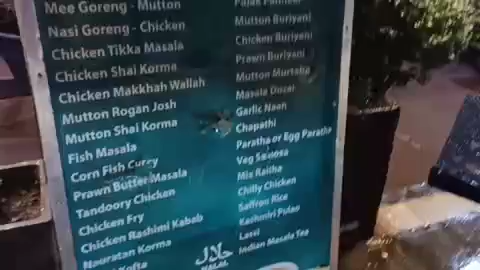 Mee Goreng - Mutton
Nasi Goreng - Chicken
Chicken Tikka Masala
Chicken Shai Korma
Chicken Makkhah Wallah
Mutton Rogan Josh
Mutton Shai Korma
Fish Masala
Corn Fish Curry
Prawn Butter Masala
Tandoory Chicken
Chicken Fry
Chicken Rashimi Kabab
Nauratan Korma
Kofta
Mutton Buriyani
Chicken Buriyani
Prawn Buriyani
Mutton Murtaba
Masala Dosai
Garlic Naan
Chapathi
Paratha or Egg Paratha
Veg Samosa
Mix Raitha
Chilly Chicken
Saffron Rice
Kashmiri Pulao
Lassi
Indian Masala Tea
حلال
HALAL